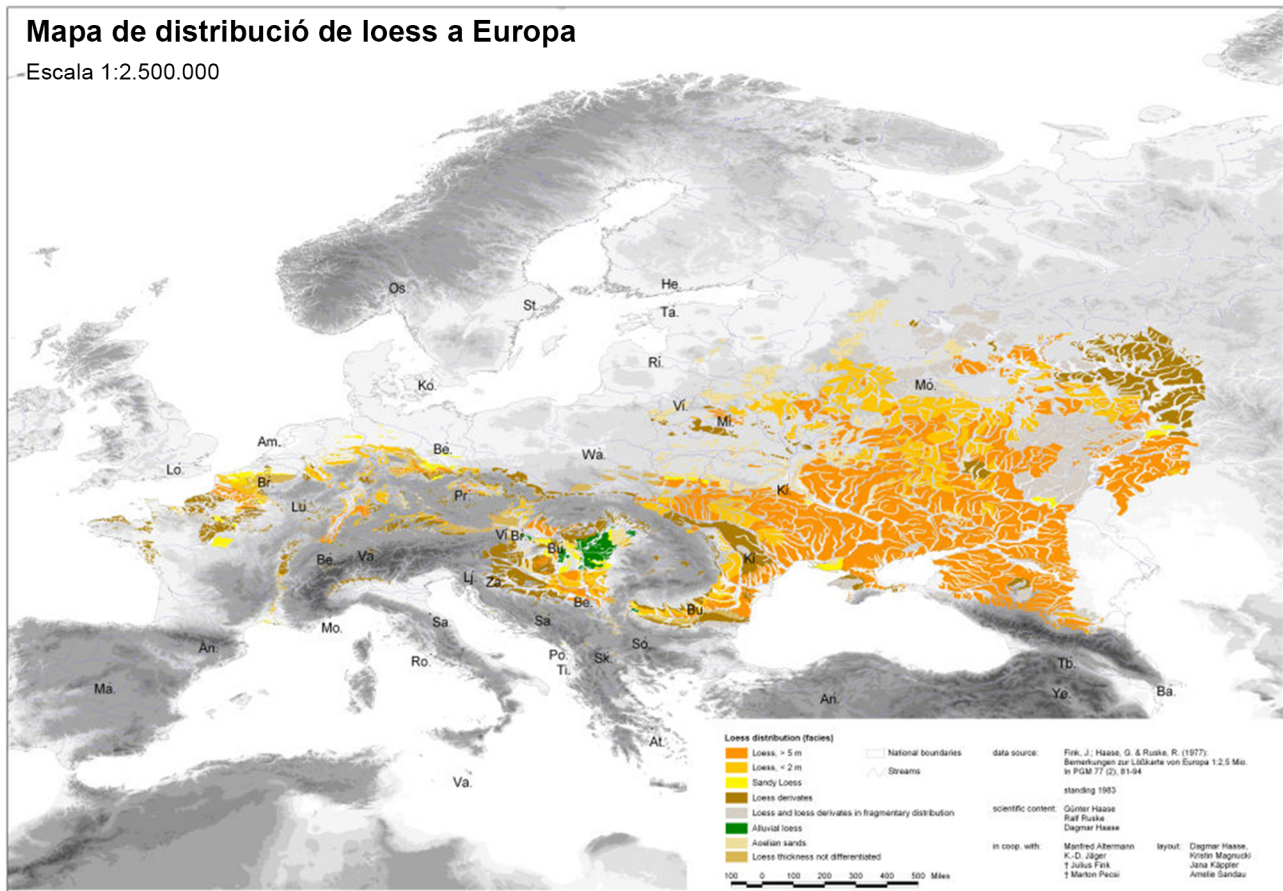 Mapa de distribució de loess a Europa
Escala 1:2.500.000
Os.
He.
St.
Ta.
Ri.
Ko.
Mo.
Vi.
Mi.
Am.
Be.
Wa.
Lo.
Br.
Pr.
Ki.
Lu.
Vi.
Br.
Bu.
Be.
Va.
Ki.
Lj.
Za.
Be.
Bu.
Mo.
Sa.
Sa.
An.
Ro.
Po.
Ti.
Sk.
So.
Ma.
Tb.
An.
Ye.
Ba.
At.
Va.
Loess distribution (facies)
Loess, > 5 m
Loess, < 2 m
Sandy Loess
Loess derivates
Loess and loess derivates in fragmentary distribution
Alluvial loess
Aoelian sands
Loess thickness not differentiated
National boundaries
Streams
100 0 100 200 300 400 500 Miles
data source: Fink, J.; Haase, G. & Ruske, R. (1977):
Bemerkungen zur Lößkarte von Europa 1:2,5 Mio.
In PGM 77 (2), 81-94
standing 1983
scientific content: Günter Haase
Ralf Ruske
Dagmar Haase
in coop. with: Manfred Altermann
K.-D. Jäger
† Julius Fink
† Marton Pecsi
layout: Dagmar Haase,
Kristin Magnucki
Jana Käppler
Amelie Sandau